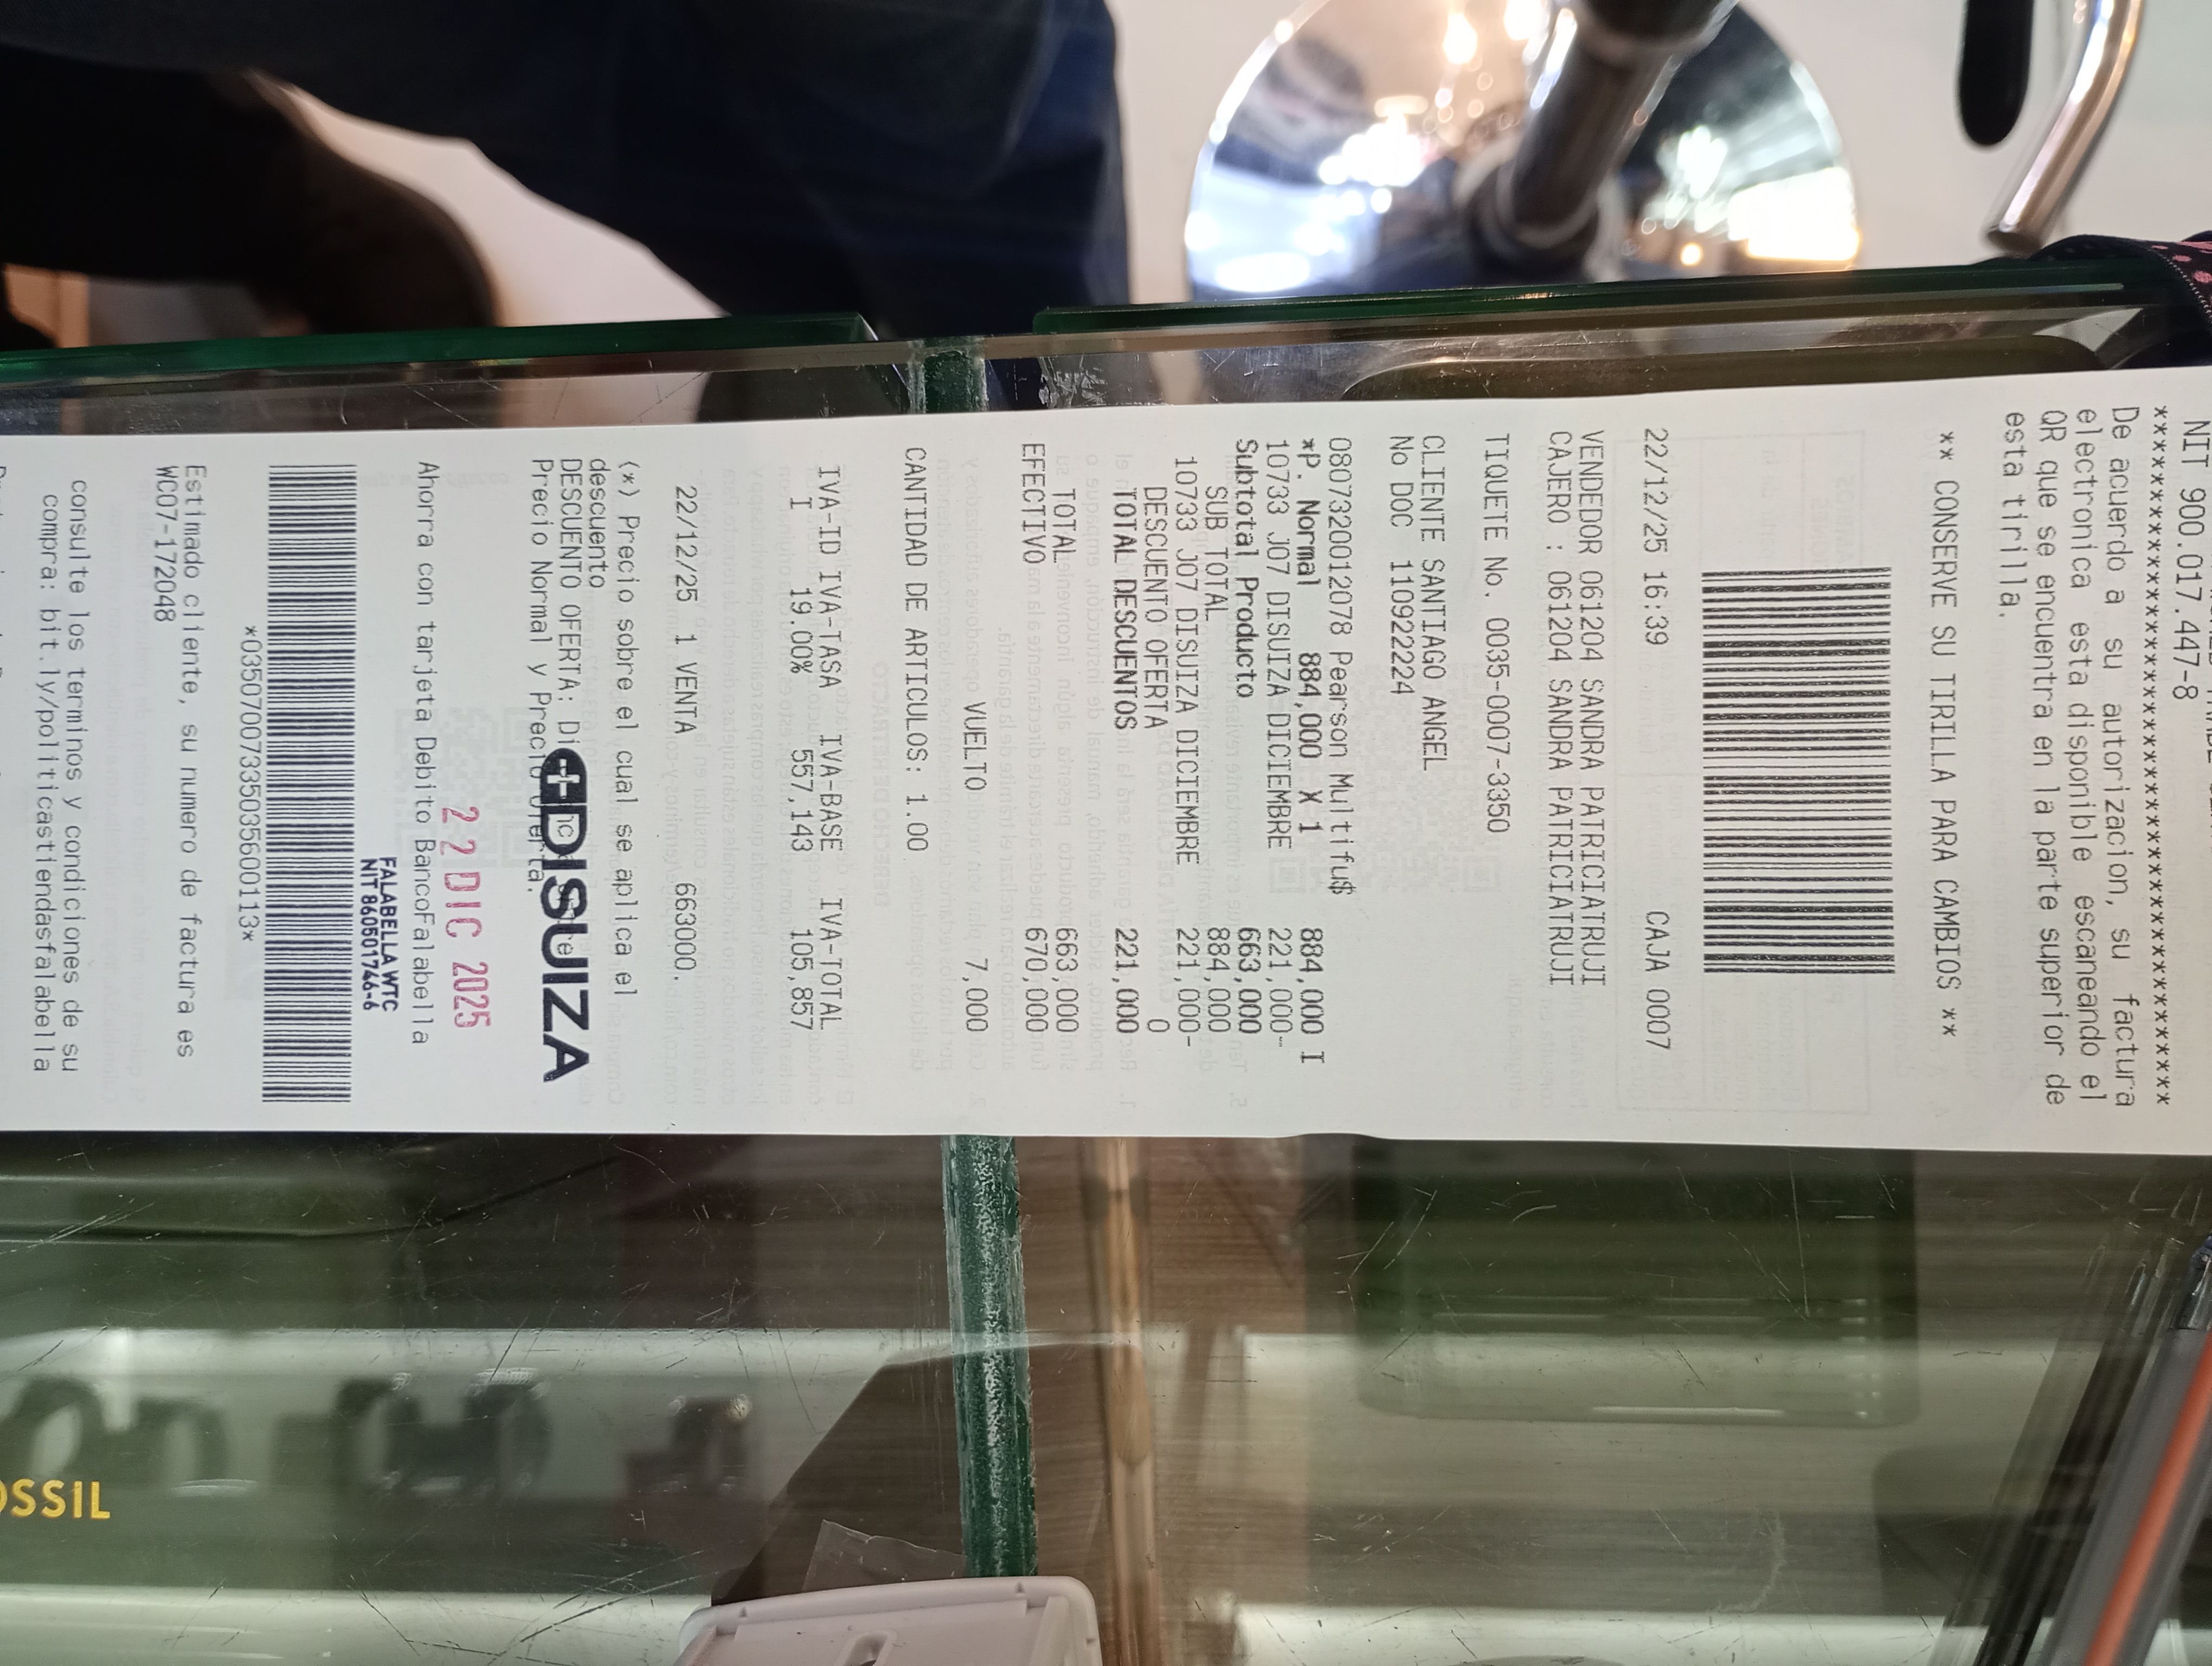 NIT 900.017.447-8
****************************************
De acuerdo a su autorizacion, su factura
electronica esta disponible escaneando el
QR que se encuentra en la parte superior de
esta tirilla.
** CONSERVE SU TIRILLA PARA CAMBIOS **
22/12/25 16:39 CAJA 0007
VENDEDOR 061204 SANDRA PATRICIATRUJI
CAJERO : 061204 SANDRA PATRICIATRUJI
TIQUETE No. 0035-0007-3350
CLIENTE SANTIAGO ANGEL
No DOC 1109222224
0807320012078 Pearson Multifu$
*P. Normal 884,000 X 1 884,000 I
10733 J07 DISUIZA DICIEMBRE 221,000-
Subtotal Producto 663,000
SUB TOTAL 884,000
10733 J07 DISUIZA DICIEMBRE 221,000-
DESCUENTO OFERTA 0
TOTAL DESCUENTOS 221,000
TOTAL 663,000
EFECTIVO 670,000
VUELTO 7,000
CANTIDAD DE ARTICULOS: 1.00
IVA-ID IVA-TASA IVA-BASE IVA-TOTAL
I 19.00% 557,143 105,857
22/12/25 1 VENTA 663000.
(*) Precio sobre el cual se aplica el
descuento
DESCUENTO OFERTA:
Precio Normal y Precio Oferta.
DISUIZA
22 DIC 2025
Ahorra con tarjeta Debito BancoFalabella
FALABELLA WTC
NIT 860501746-6
*035070073350356001113*
Estimado cliente, su numero de factura es
WC07-172048
consulte los terminos y condiciones de su
compra: bit.ly/politicastiendasfalabella
OSSIL